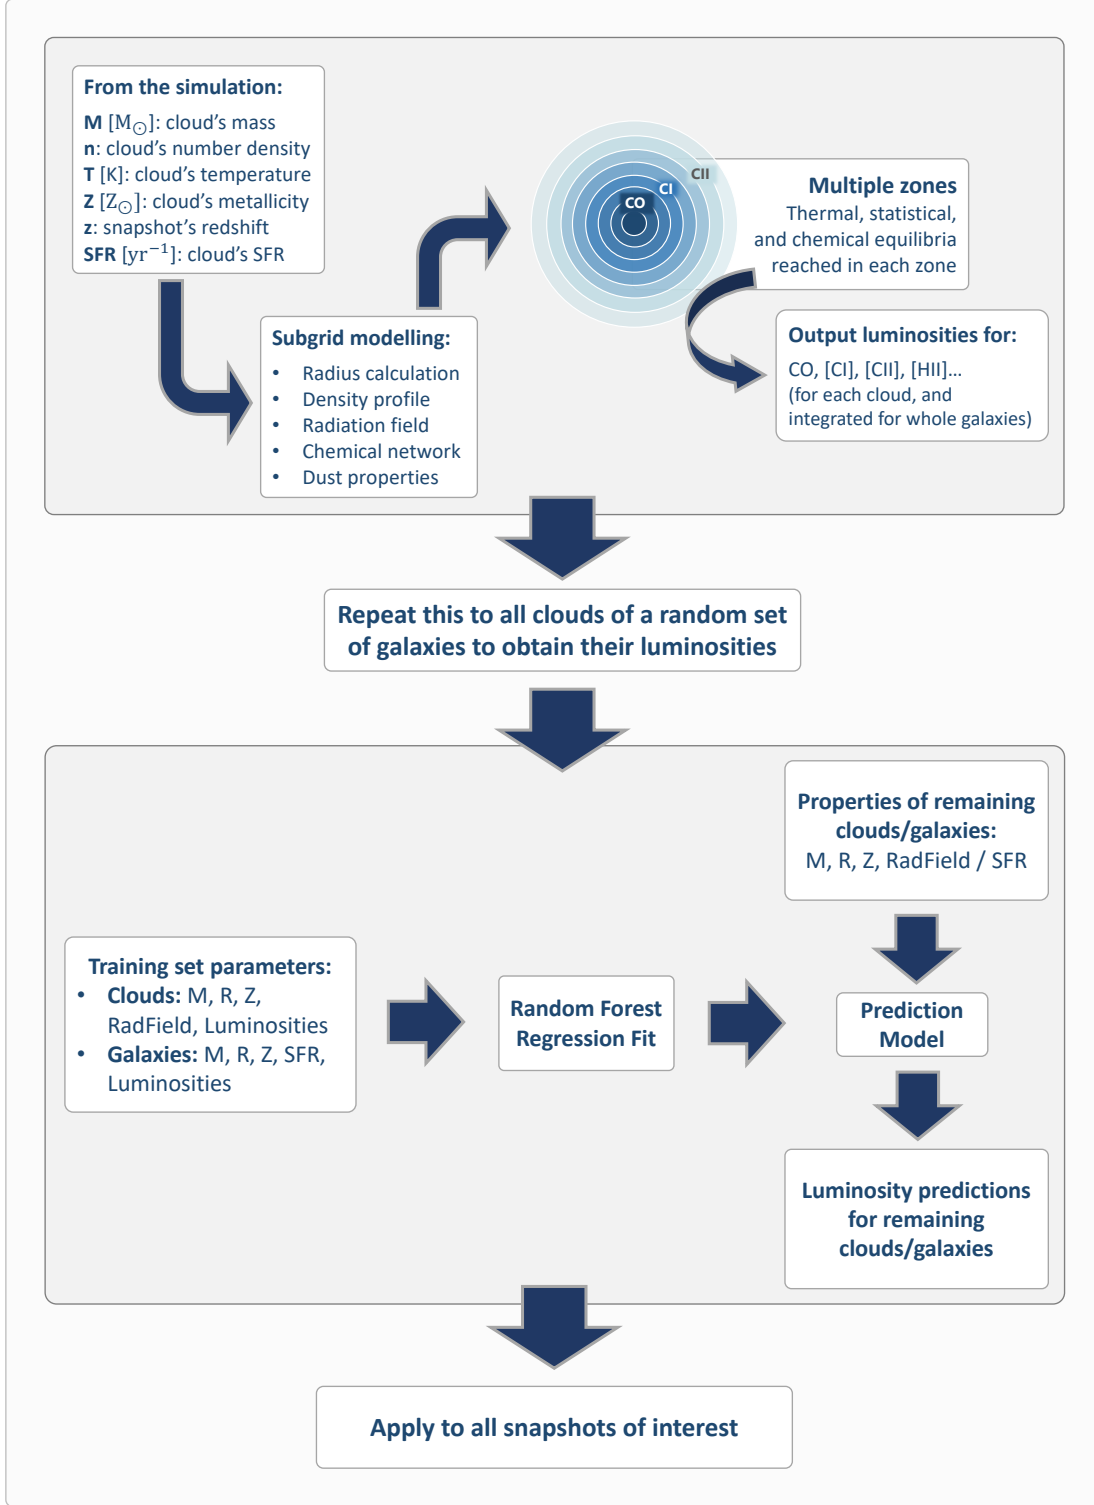 From the simulation:
M [M⊙]: cloud's mass
n: cloud's number density
T [K]: cloud's temperature
Z [Z⊙]: cloud's metallicity
z: snapshot's redshift
SFR [yr⁻¹]: cloud's SFR
Subgrid modelling:
• Radius calculation
• Density profile
• Radiation field
• Chemical network
• Dust properties
CII
CI
CO
Multiple zones
Thermal, statistical,
and chemical equilibria
reached in each zone
Output luminosities for:
CO, [CI], [CII], [HII]...
(for each cloud, and
integrated for whole galaxies)
Repeat this to all clouds of a random set
of galaxies to obtain their luminosities
Properties of remaining
clouds/galaxies:
M, R, Z, RadField / SFR
Training set parameters:
• Clouds: M, R, Z,
RadField, Luminosities
• Galaxies: M, R, Z, SFR,
Luminosities
Random Forest
Regression Fit
Prediction
Model
Luminosity predictions
for remaining
clouds/galaxies
Apply to all snapshots of interest